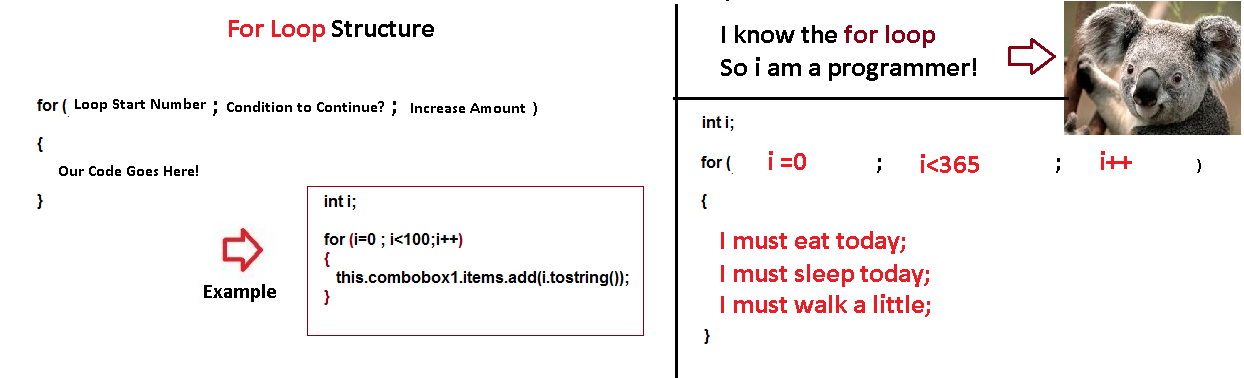 For Loop Structure
for ( Loop Start Number ; Condition to Continue? ; Increase Amount )
{
Our Code Goes Here!
}
Example
int i;
for (i=0 ; i<100;i++)
{
this.combobox1.items.add(i.tostring());
}
I know the for loop
So i am a programmer!
int i;
for ( i =0 ; i<365 ; i++ )
{
I must eat today;
I must sleep today;
I must walk a little;
}